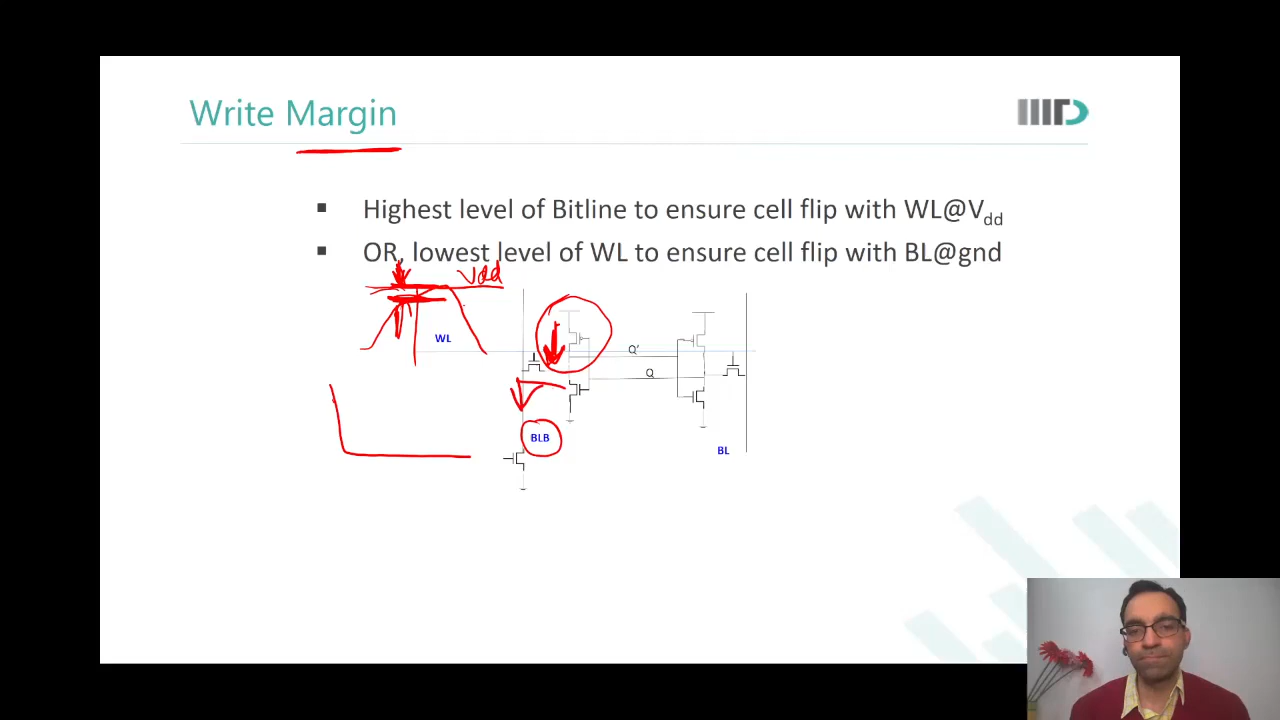 Write Margin
IIITD
▪ Highest level of Bitline to ensure cell flip with WL@Vdd
▪ OR, lowest level of WL to ensure cell flip with BL@gnd
Vdd
WL
Q'
Q
BLB
BL